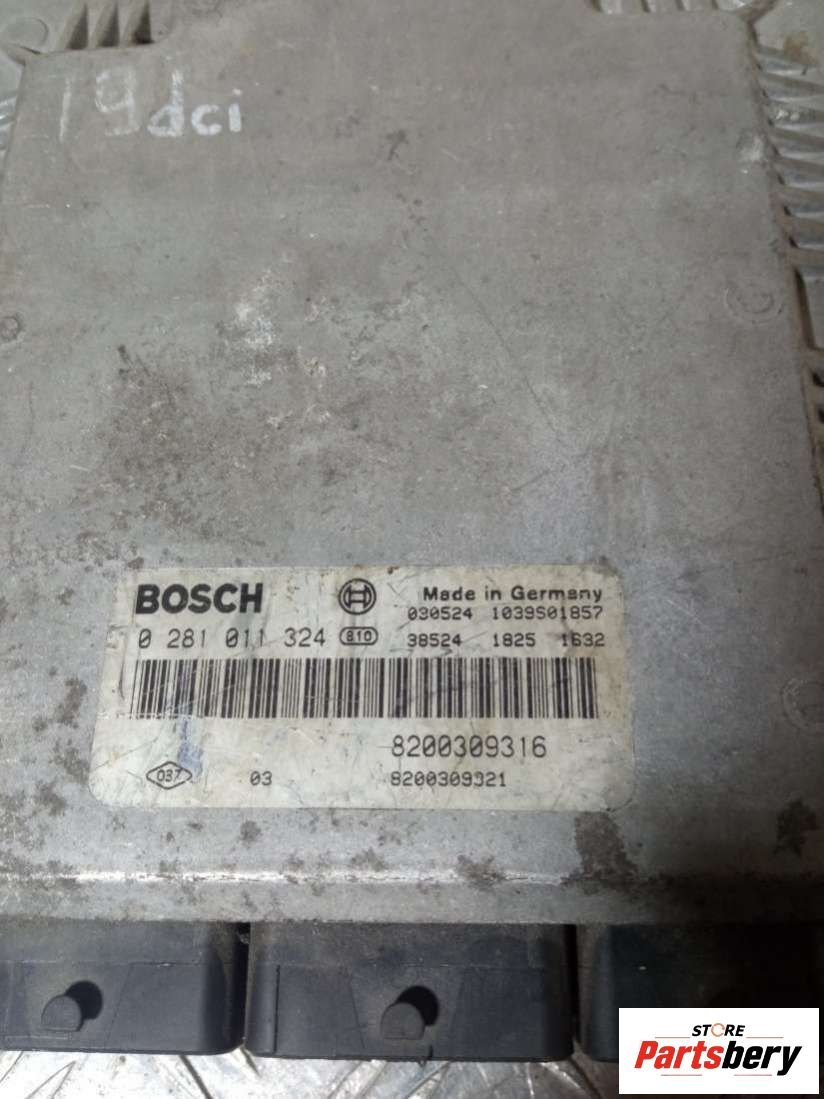 19dci
BOSCH Made in Germany
030524 1039S01857
0 281 011 324 810 38524 1825 1632
8200309316
037 03 8200309321
STORE
Partsbery